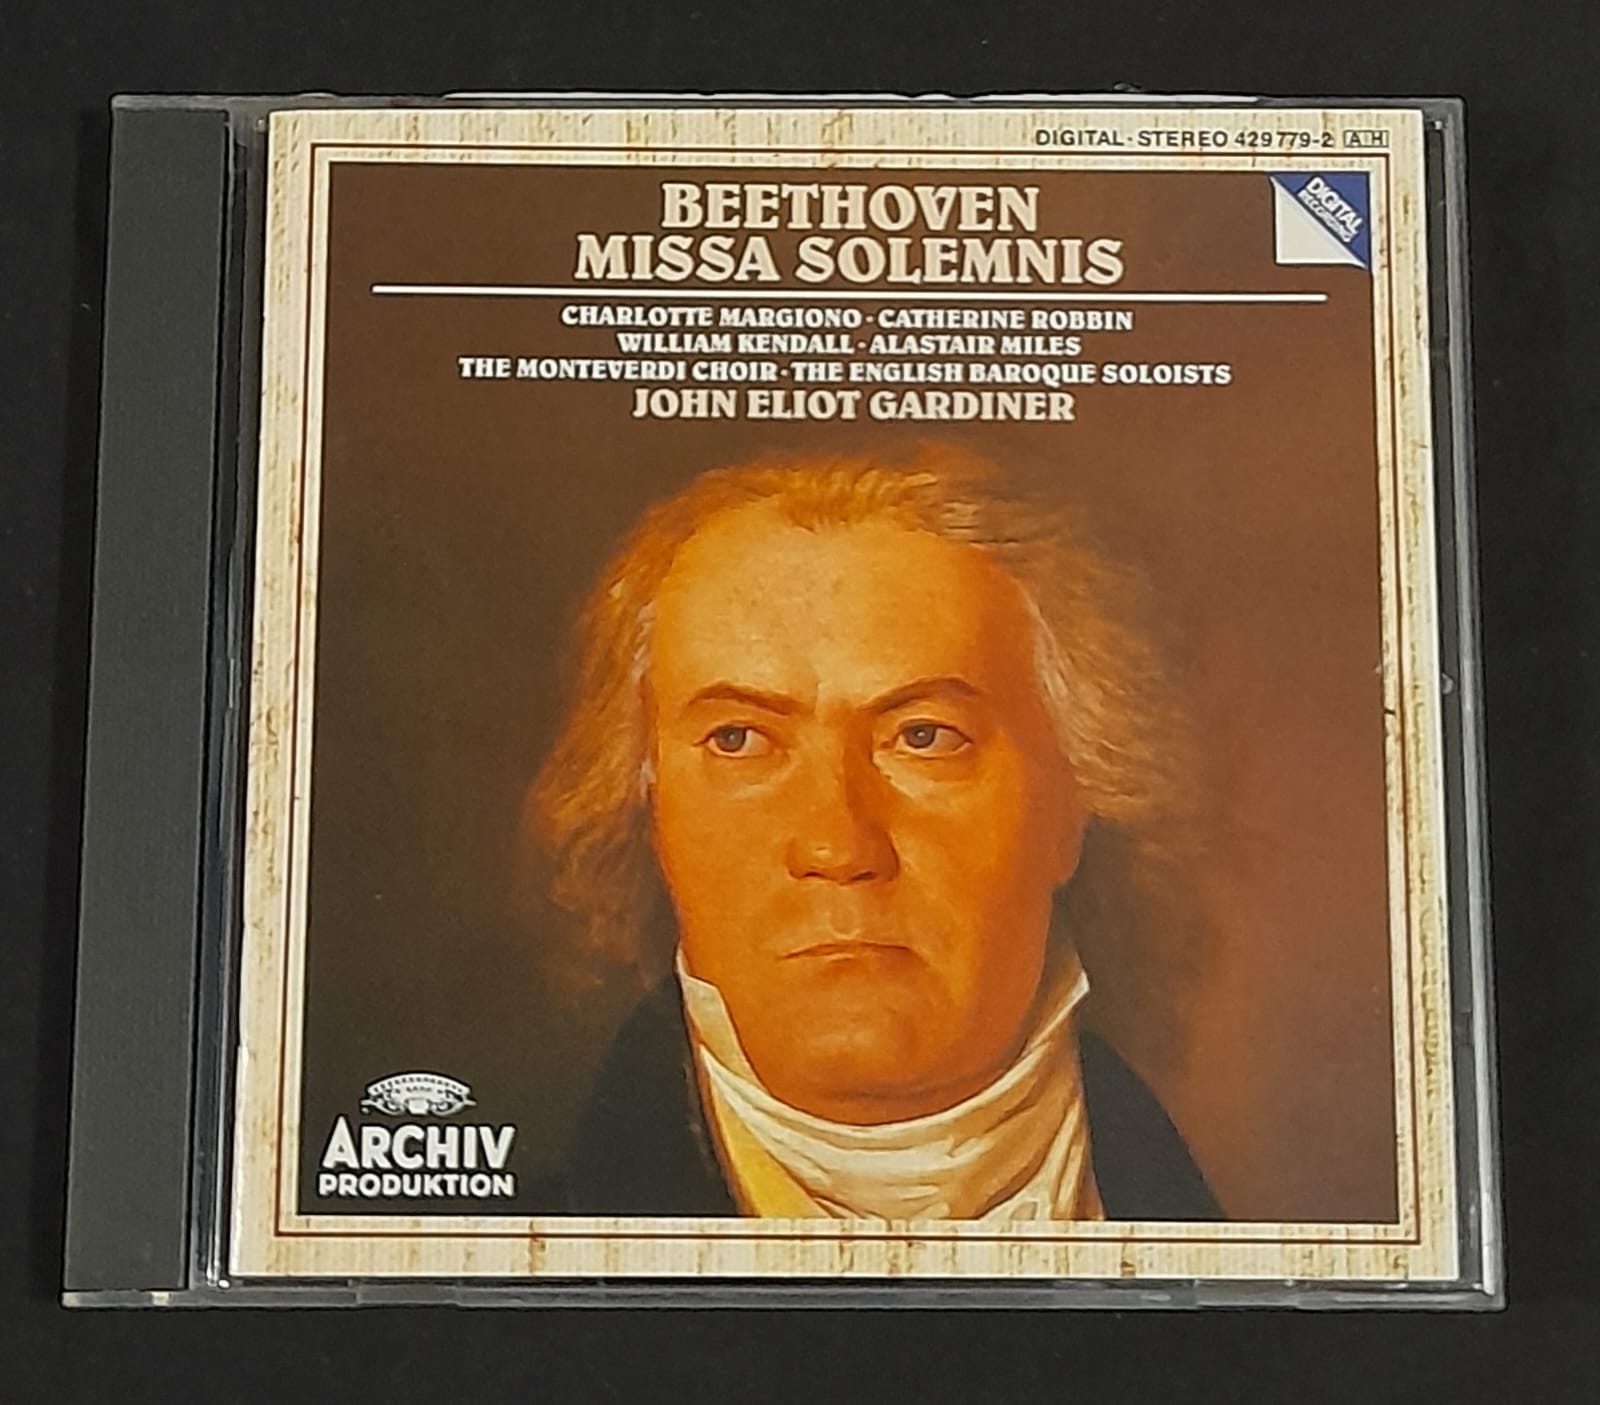 DIGITAL · STEREO 429 779-2 AH
DIGITAL
RECORDING
BEETHOVEN
MISSA SOLEMNIS
CHARLOTTE MARGIONO · CATHERINE ROBBIN
WILLIAM KENDALL · ALASTAIR MILES
THE MONTEVERDI CHOIR · THE ENGLISH BAROQUE SOLOISTS
JOHN ELIOT GARDINER
ARCHIV
PRODUKTION